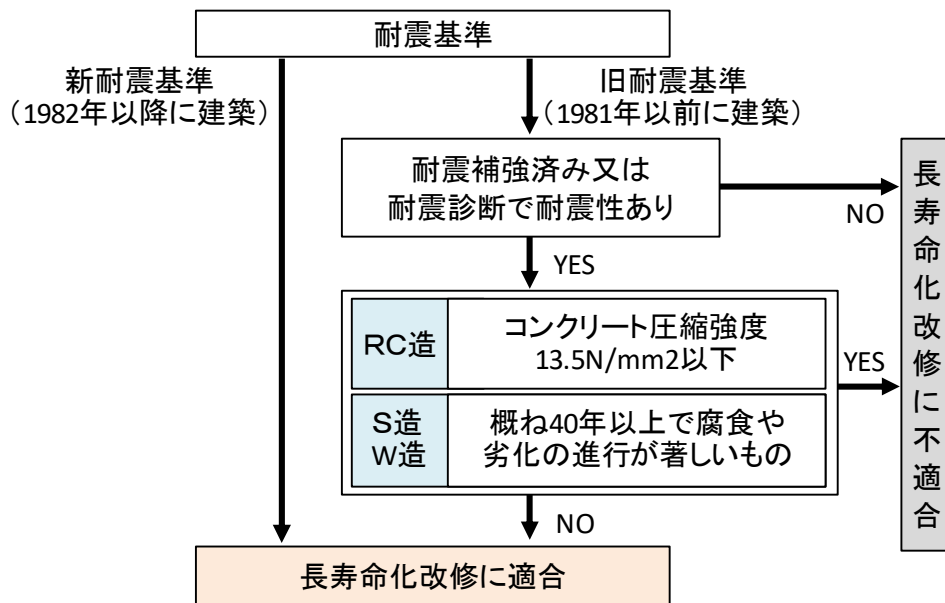 耐震基準
新耐震基準
（1982年以降に建築）
旧耐震基準
（1981年以前に建築）
耐震補強済み又は
耐震診断で耐震性あり
NO
YES
RC造
コンクリート圧縮強度
13.5N/mm2以下
S造
W造
概ね40年以上で腐食や
劣化の進行が著しいもの
YES
NO
長寿命化改修に不適合
長寿命化改修に適合